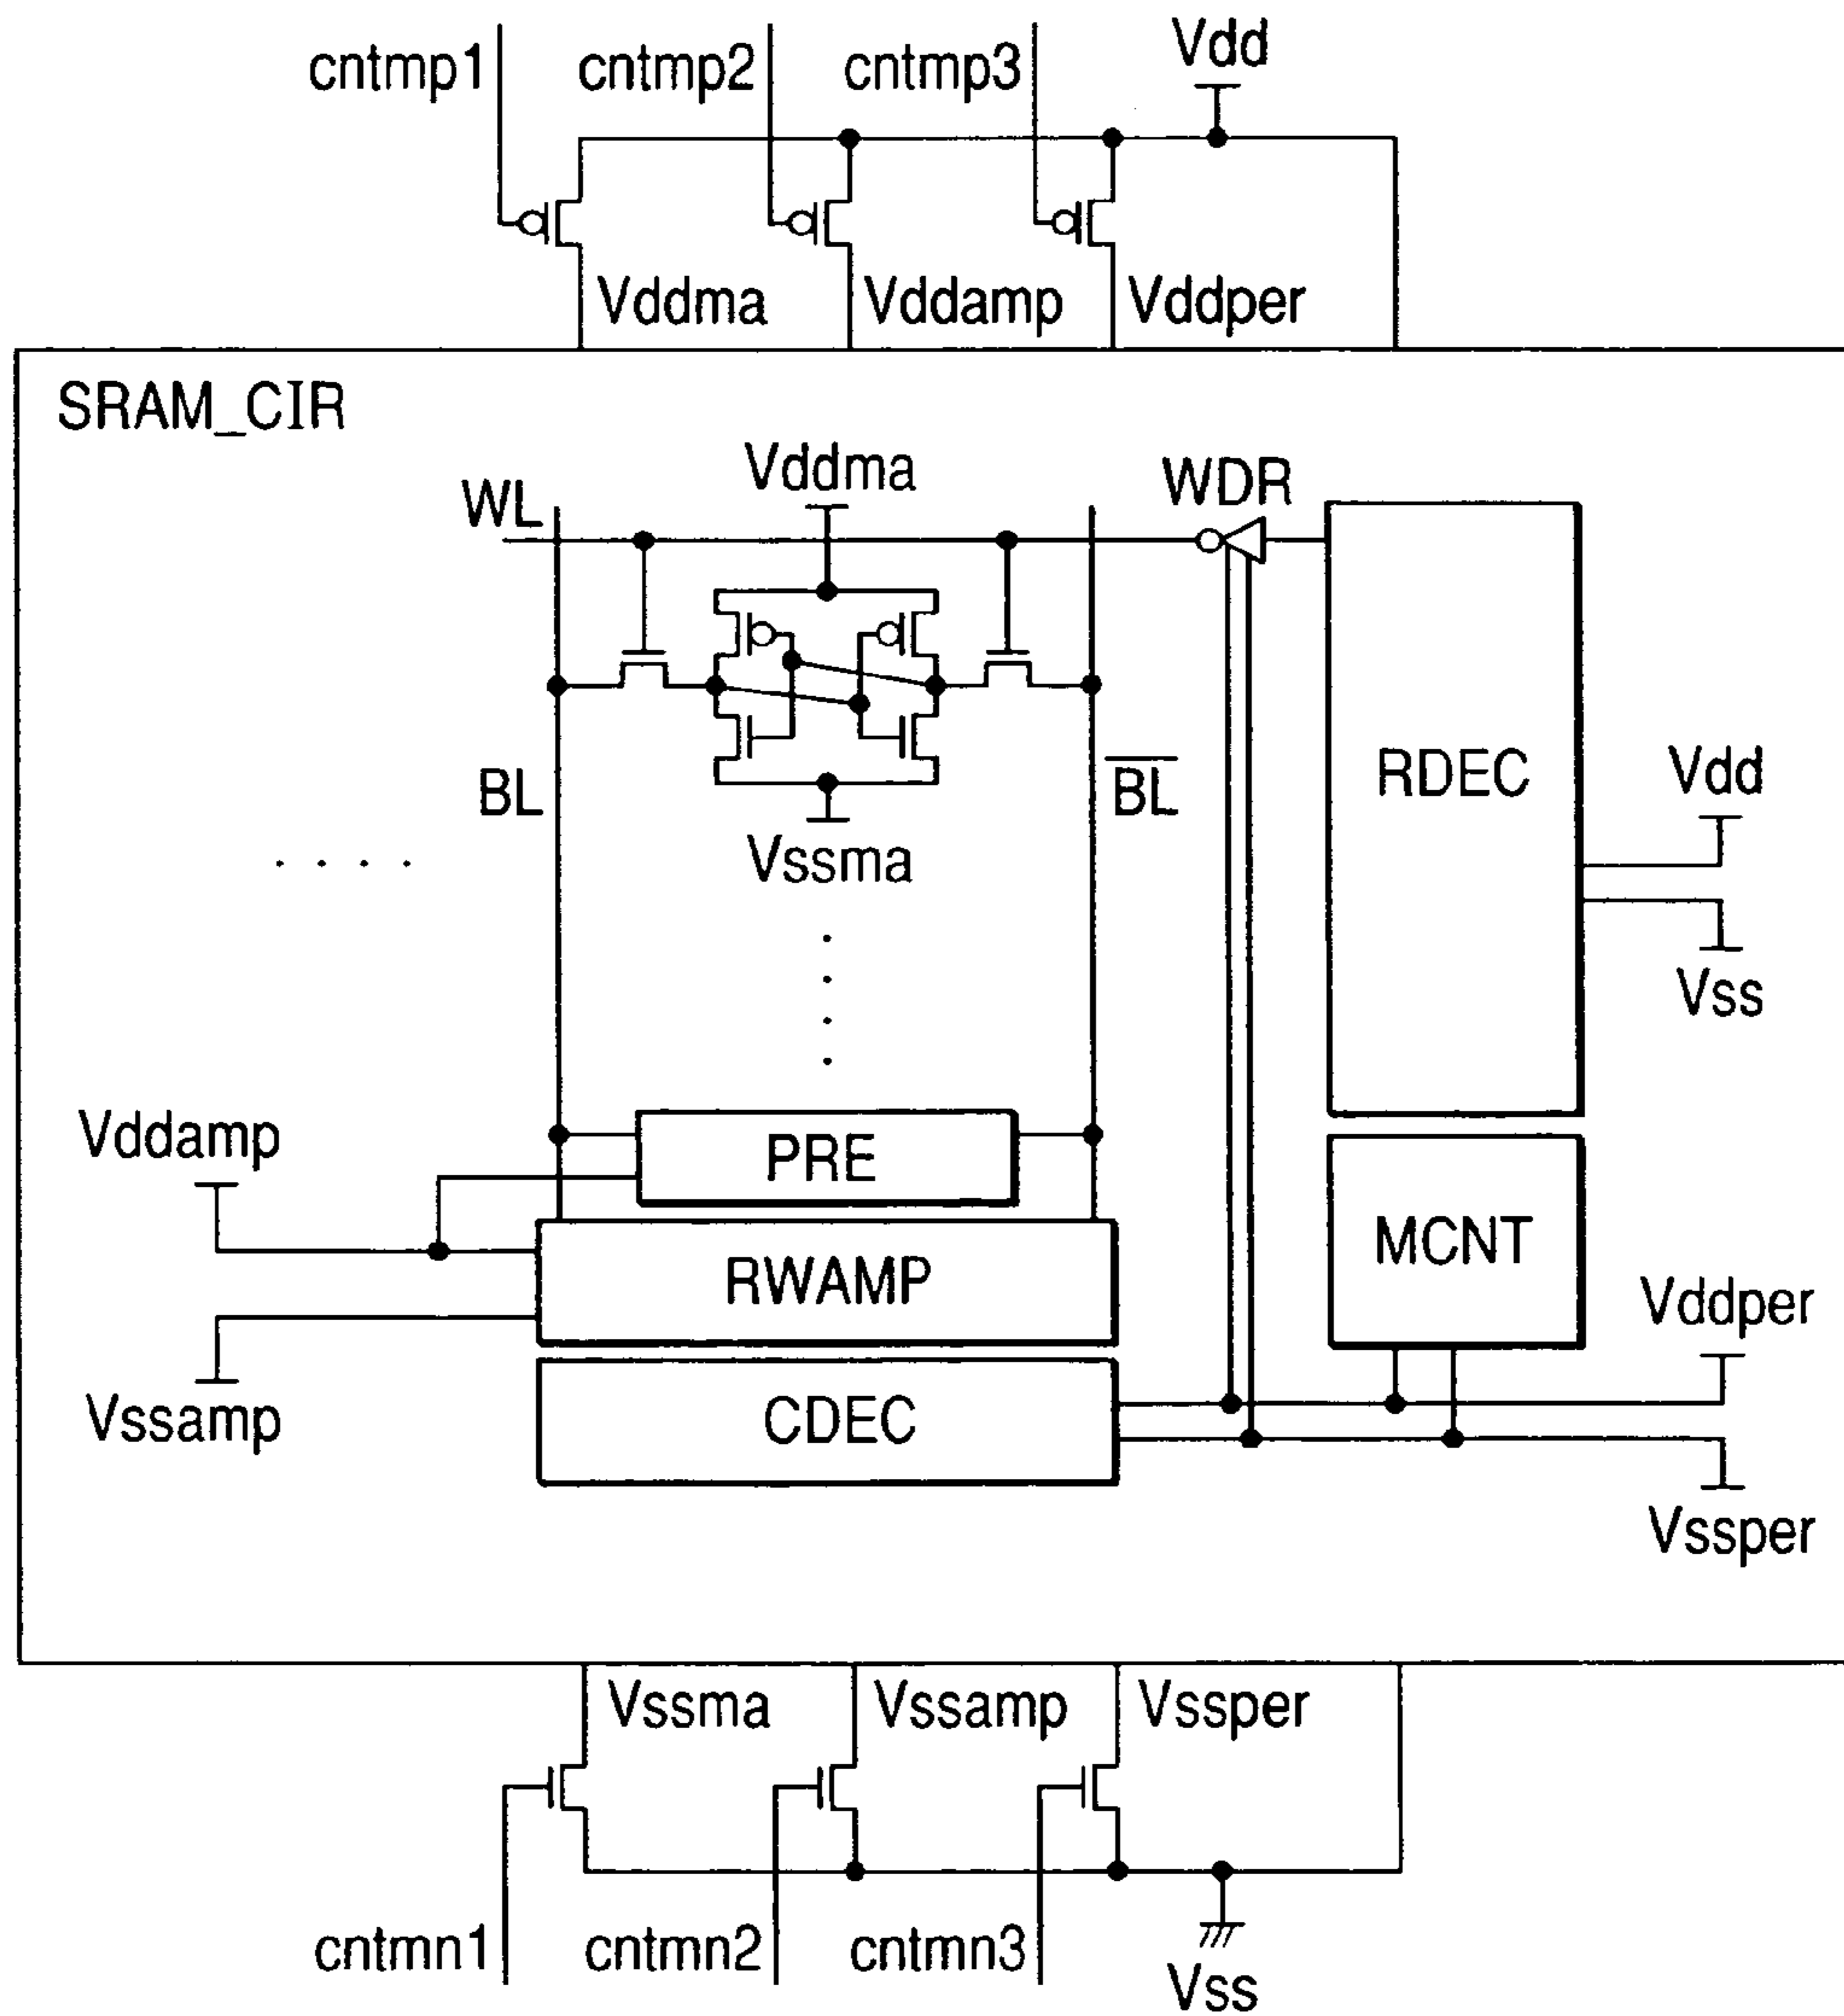 cntmp1 cntmp2 cntmp3 Vdd
Vddma Vddamp Vddper
SRAM_CIR
Vddma WDR
WL
RDEC
BL B̅L̅ Vdd
Vssma
Vss
Vddamp PRE
MCNT
RWAMP Vddper
Vssamp CDEC
Vssper
Vssma Vssamp Vssper
cntmn1 cntmn2 cntmn3
Vss